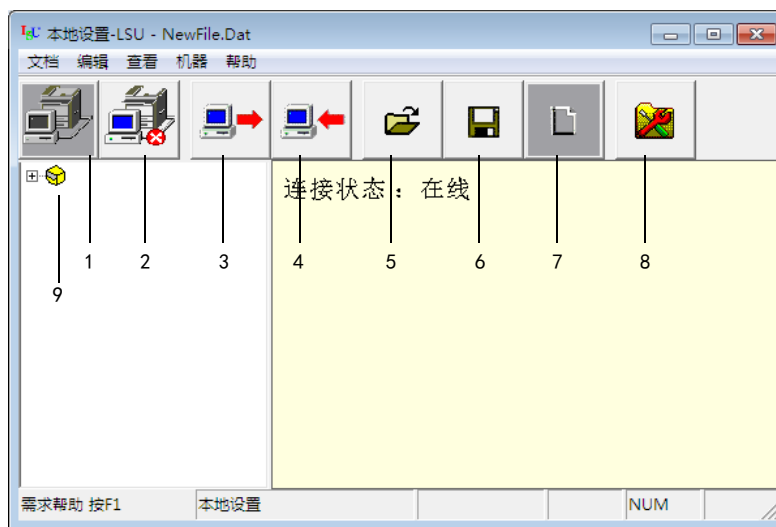 LSU 本地设置-LSU - NewFile.Dat
文档 编辑 查看 机器 帮助
连接状态：在线
1 2 3 4 5 6 7 8
9
需求帮助 按F1 本地设置 NUM